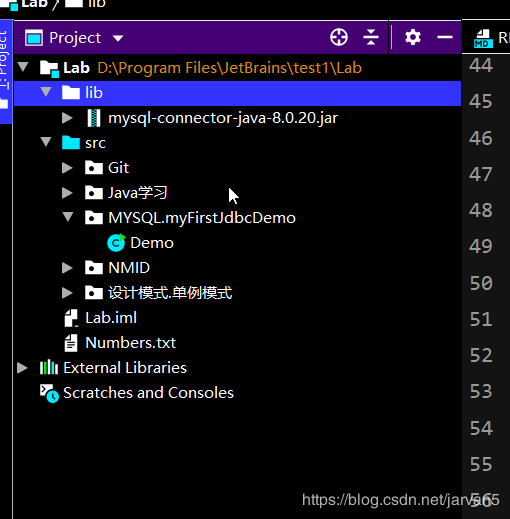 Lab / lib
1: Project
Project
Lab D:\Program Files\JetBrains\test1\Lab
lib
mysql-connector-java-8.0.20.jar
src
Git
Java学习
MYSQL.myFirstJdbcDemo
Demo
NMID
设计模式.单例模式
Lab.iml
Numbers.txt
External Libraries
Scratches and Consoles
MD
44
45
46
47
48
49
50
51
52
53
54
55
56
https://blog.csdn.net/jarvan5